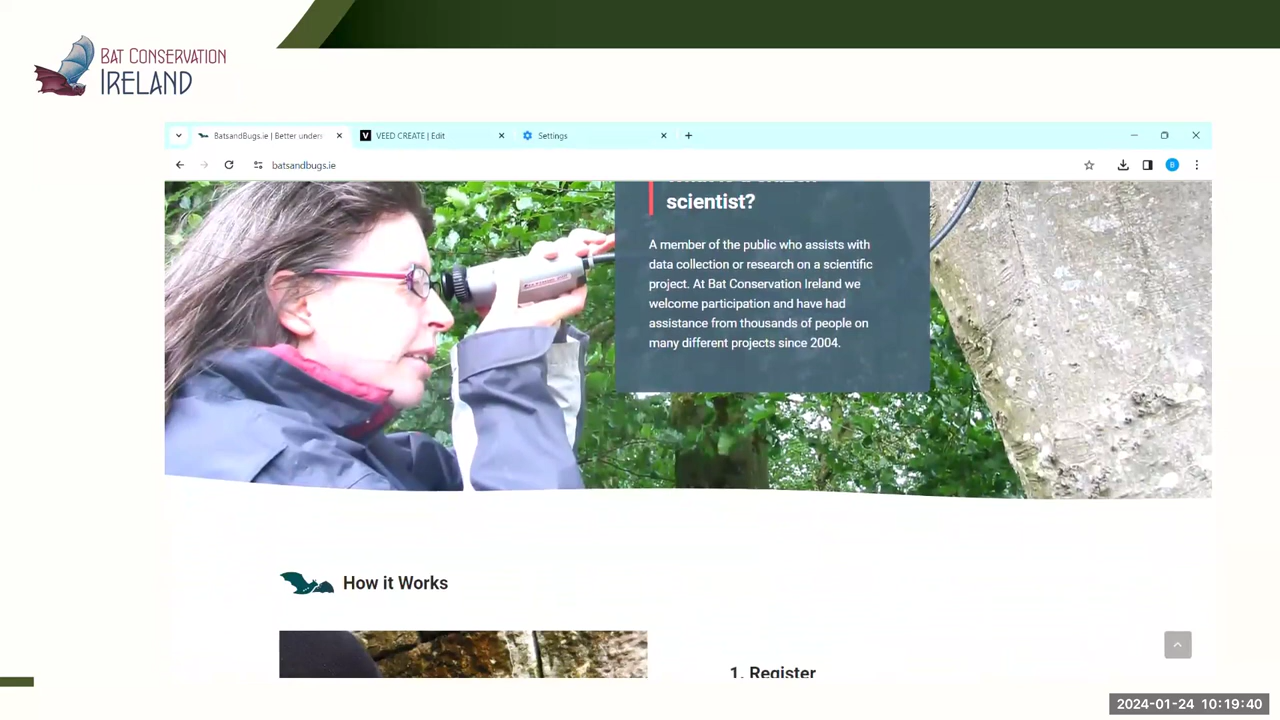 BAT CONSERVATION
IRELAND
BatsandBugs.ie | Better unders
VEED CREATE | Edit
Settings
batsandbugs.ie
B
scientist?
A member of the public who assists with
data collection or research on a scientific
project. At Bat Conservation Ireland we
welcome participation and have had
assistance from thousands of people on
many different projects since 2004.
How it Works
1. Register
2024-01-24 10:19:40